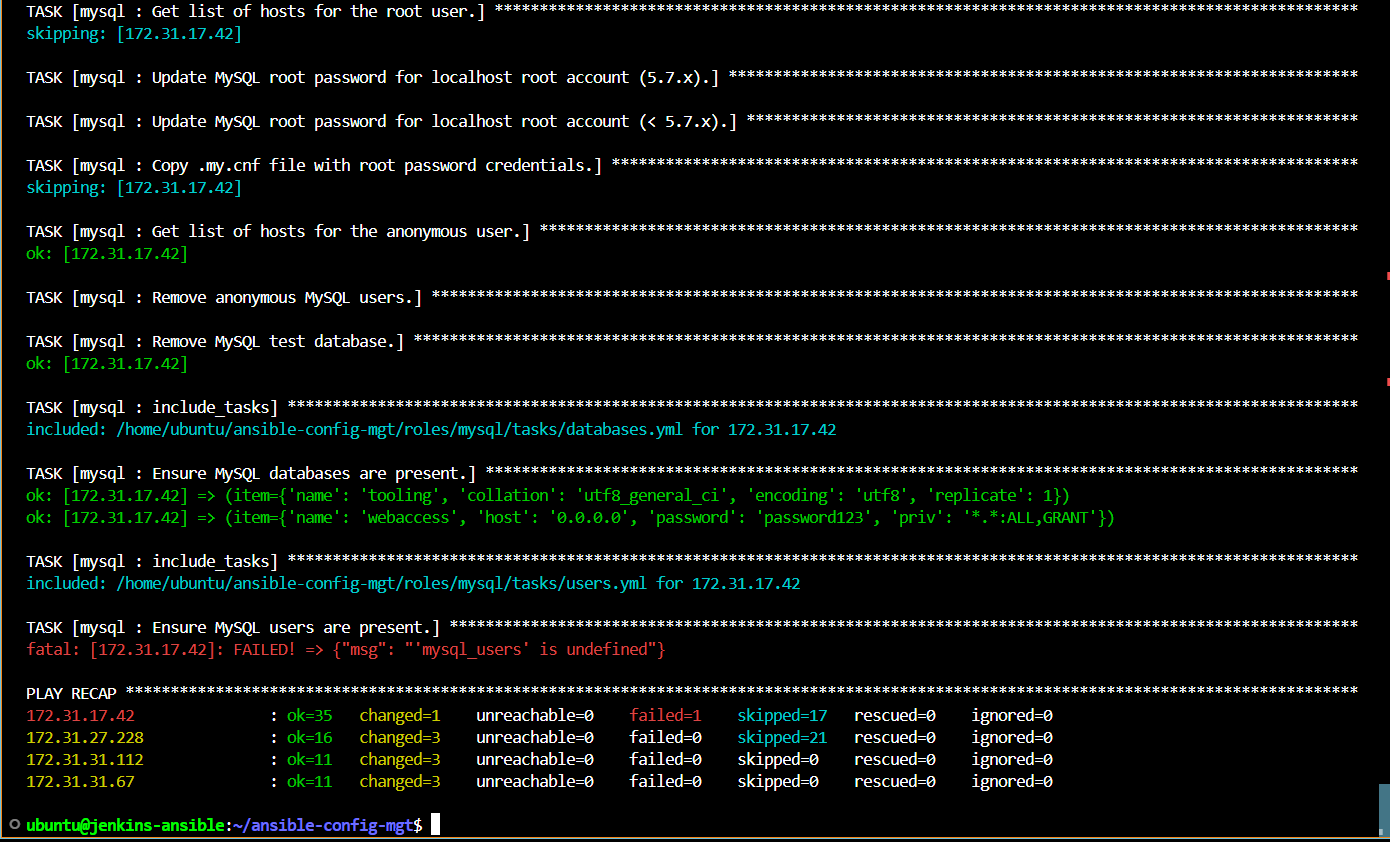 TASK [mysql : Get list of hosts for the root user.] ************************************************************************************************
skipping: [172.31.17.42]
TASK [mysql : Update MySQL root password for localhost root account (5.7.x).] **********************************************************************
TASK [mysql : Update MySQL root password for localhost root account (< 5.7.x).] ********************************************************************
TASK [mysql : Copy .my.cnf file with root password credentials.] ***********************************************************************************
skipping: [172.31.17.42]
TASK [mysql : Get list of hosts for the anonymous user.] *******************************************************************************************
ok: [172.31.17.42]
TASK [mysql : Remove anonymous MySQL users.] *******************************************************************************************************
TASK [mysql : Remove MySQL test database.] *********************************************************************************************************
ok: [172.31.17.42]
TASK [mysql : include_tasks] ***********************************************************************************************************************
included: /home/ubuntu/ansible-config-mgt/roles/mysql/tasks/databases.yml for 172.31.17.42
TASK [mysql : Ensure MySQL databases are present.] *************************************************************************************************
ok: [172.31.17.42] => (item={'name': 'tooling', 'collation': 'utf8_general_ci', 'encoding': 'utf8', 'replicate': 1})
ok: [172.31.17.42] => (item={'name': 'webaccess', 'host': '0.0.0.0', 'password': 'password123', 'priv': '*.*:ALL,GRANT'})
TASK [mysql : include_tasks] ***********************************************************************************************************************
included: /home/ubuntu/ansible-config-mgt/roles/mysql/tasks/users.yml for 172.31.17.42
TASK [mysql : Ensure MySQL users are present.] *****************************************************************************************************
fatal: [172.31.17.42]: FAILED! => {"msg": "'mysql_users' is undefined"}
PLAY RECAP *****************************************************************************************************************************************
172.31.17.42 : ok=35 changed=1 unreachable=0 failed=1 skipped=17 rescued=0 ignored=0
172.31.27.228 : ok=16 changed=3 unreachable=0 failed=0 skipped=21 rescued=0 ignored=0
172.31.31.112 : ok=11 changed=3 unreachable=0 failed=0 skipped=0 rescued=0 ignored=0
172.31.31.67 : ok=11 changed=3 unreachable=0 failed=0 skipped=0 rescued=0 ignored=0
ubuntu@jenkins-ansible:~/ansible-config-mgt$